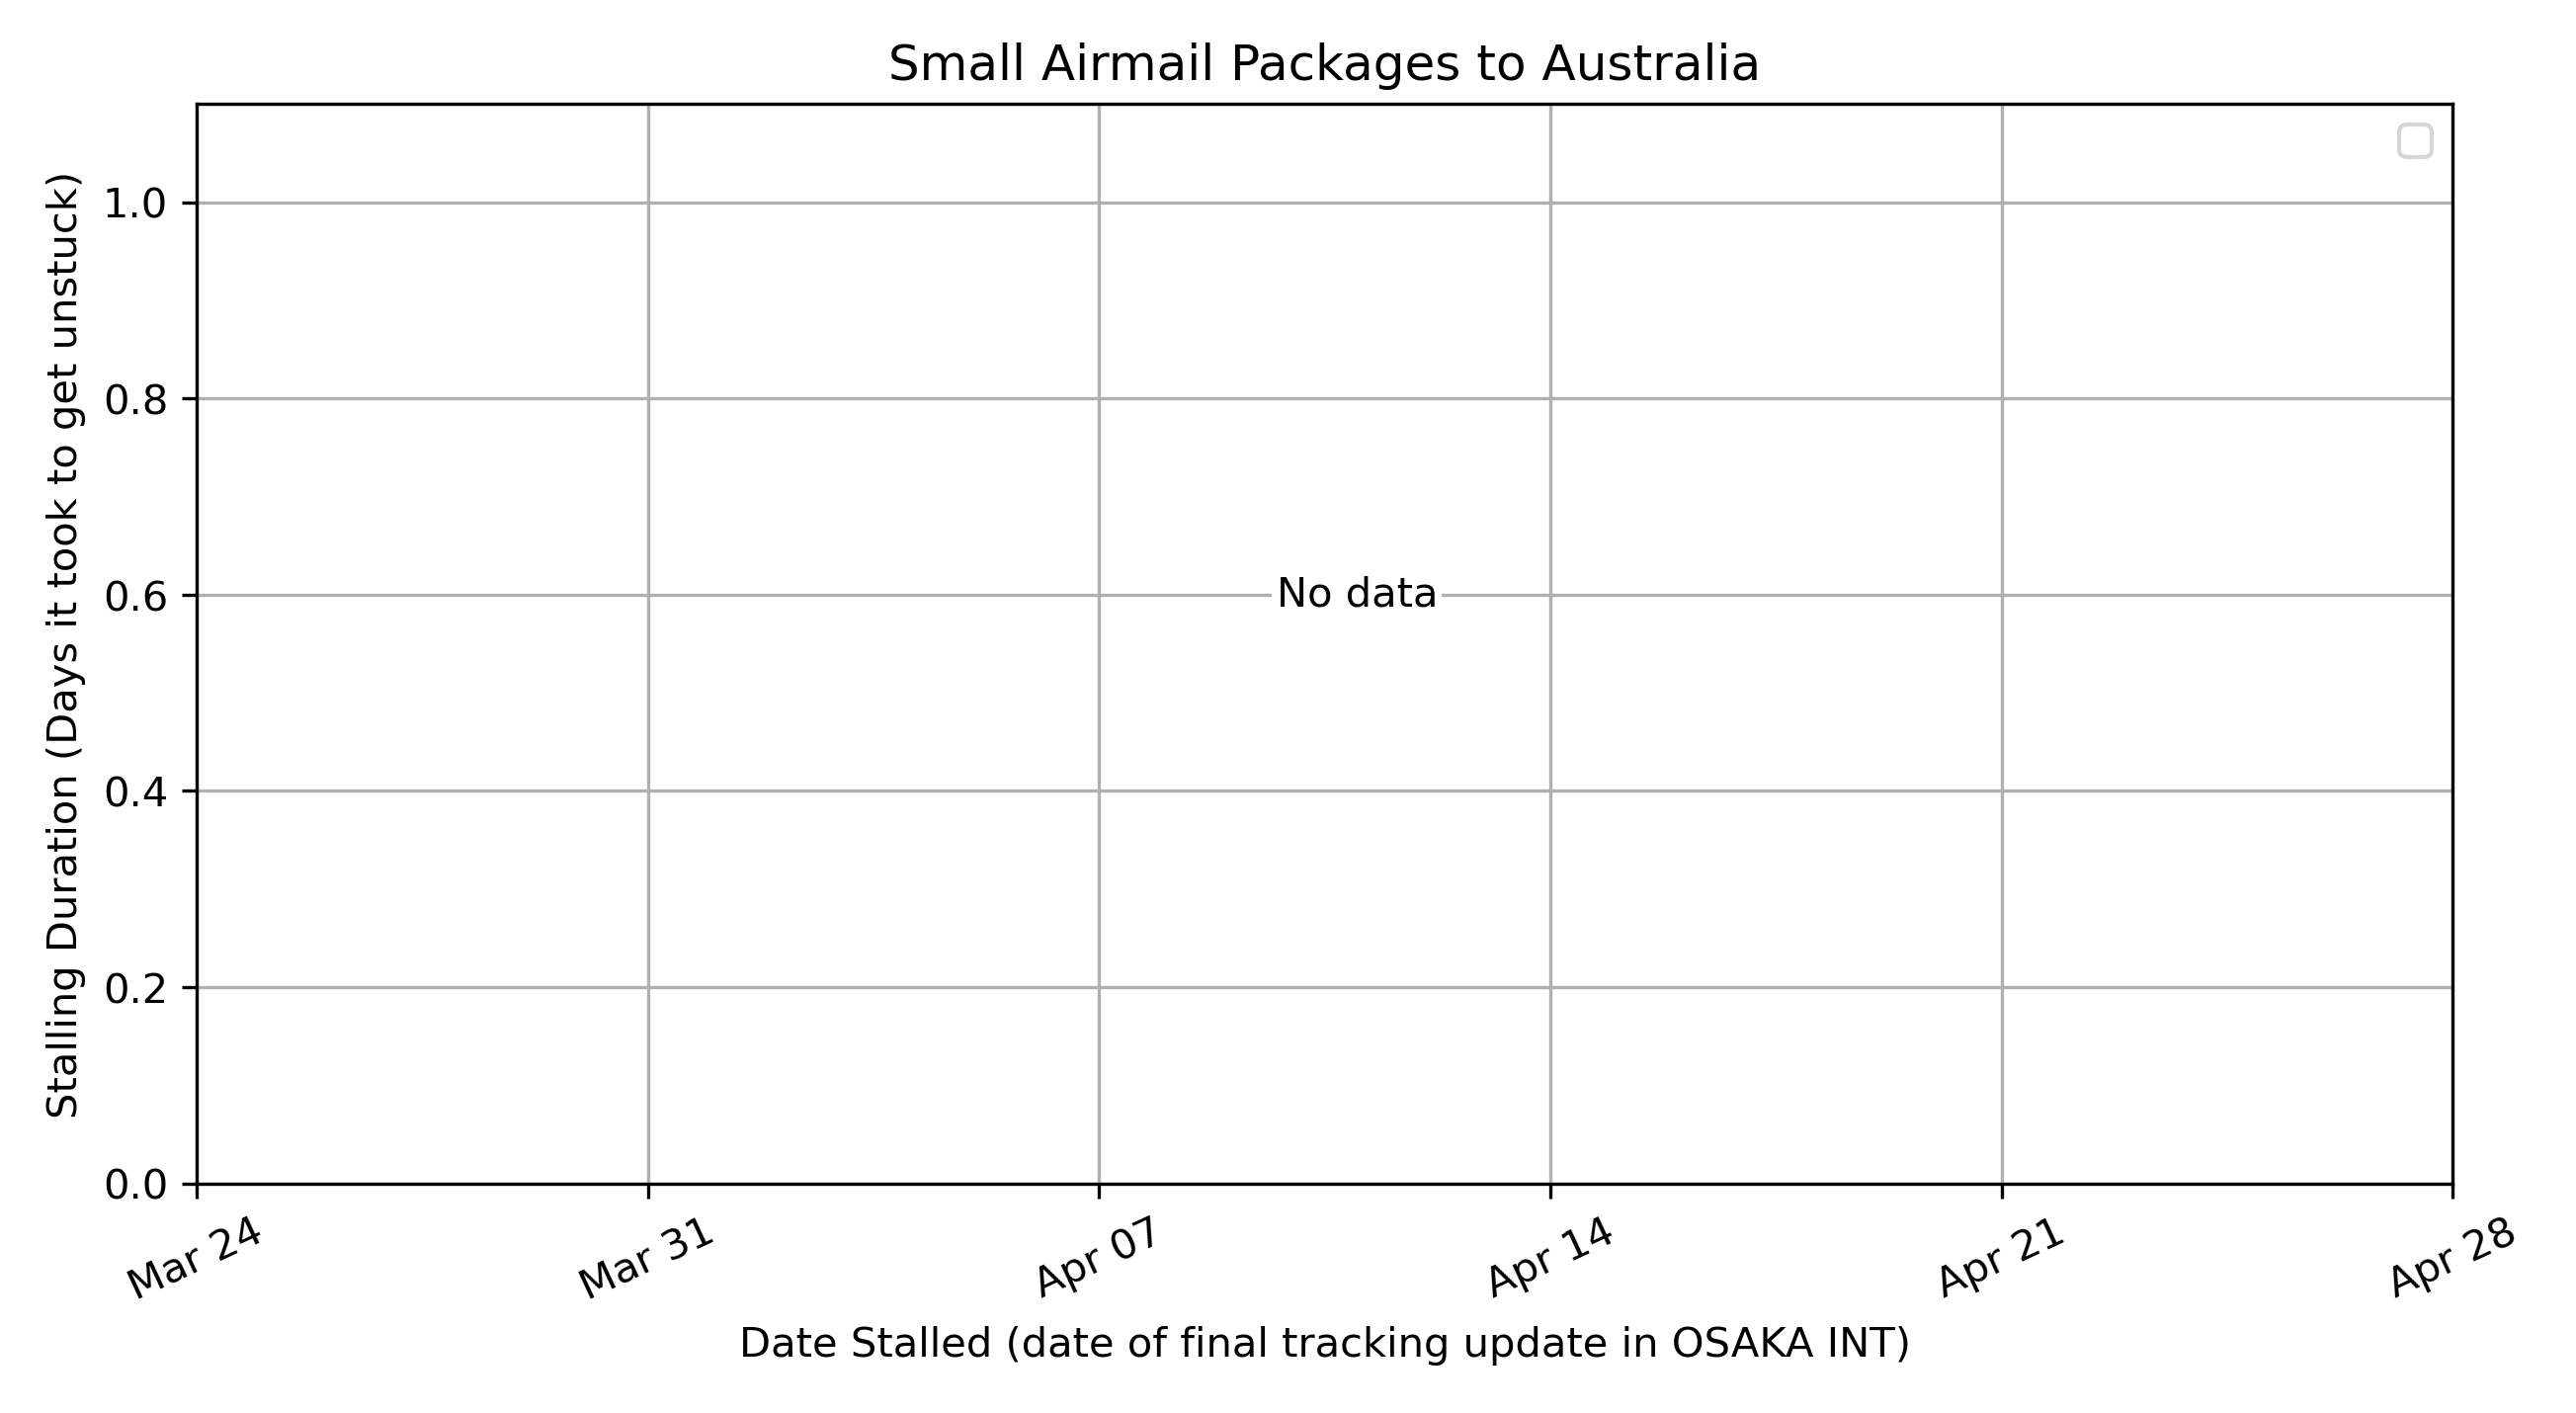 Small Airmail Packages to Australia
Stalling Duration (Days it took to get unstuck)
1.0
0.8
0.6
0.4
0.2
0.0
No data
Mar 24
Mar 31
Apr 07
Apr 14
Apr 21
Apr 28
Date Stalled (date of final tracking update in OSAKA INT)